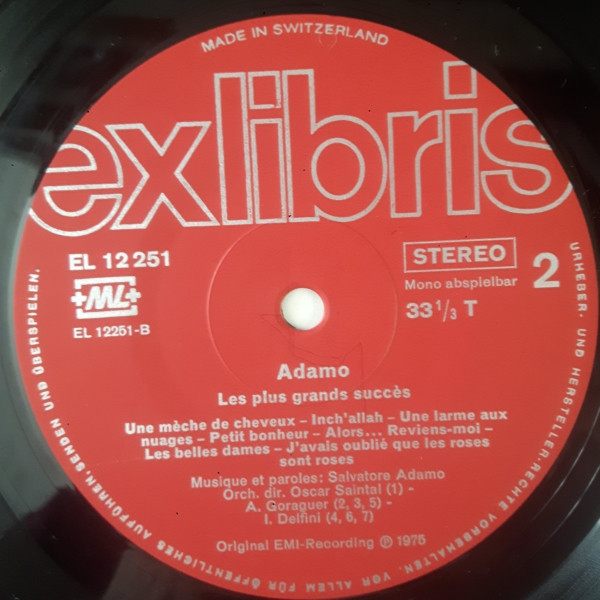 MADE IN SWITZERLAND
exlibris
EL 12 251
+ML+
EL 12251-B
STEREO
Mono abspielbar
33 1/3 T
2
Adamo
Les plus grands succès
Une mèche de cheveux – Inch'allah – Une larme aux
nuages – Petit bonheur – Alors... Reviens-moi –
Les belles dames – J'avais oublié que les roses
sont roses
Musique et paroles: Salvatore Adamo
Orch. dir. Oscar Saintal (1) –
A. Goraguer (2, 3, 5) –
I. Delfini (4, 6, 7)
Original EMI-Recording Ⓟ 1975
URHEBER- UND HERSTELLER-RECHTE VORBEHALTEN, VOR ALLEM FÜR ÖFFENTLICHES AUFFÜHREN, SENDEN UND ÜBERSPIELEN.